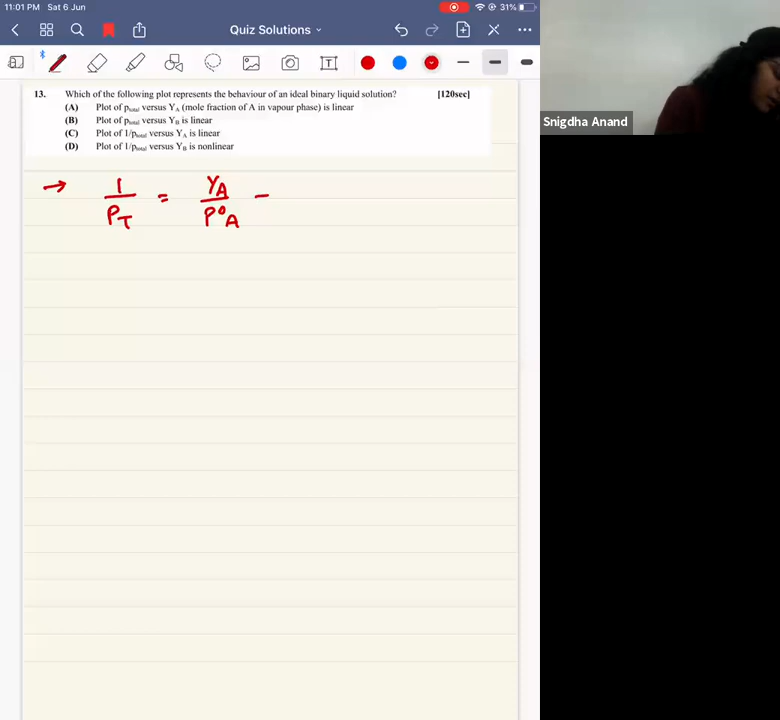 11:01 PM Sat 6 Jun
31%
Quiz Solutions
T
13. Which of the following plot represents the behaviour of an ideal binary liquid solution? [120sec]
(A) Plot of ptotal versus YA (mole fraction of A in vapour phase) is linear
(B) Plot of ptotal versus YB is linear
(C) Plot of 1/ptotal versus YA is linear
(D) Plot of 1/ptotal versus YB is nonlinear
→ 1/PT = YA/P°A –
Snigdha Anand